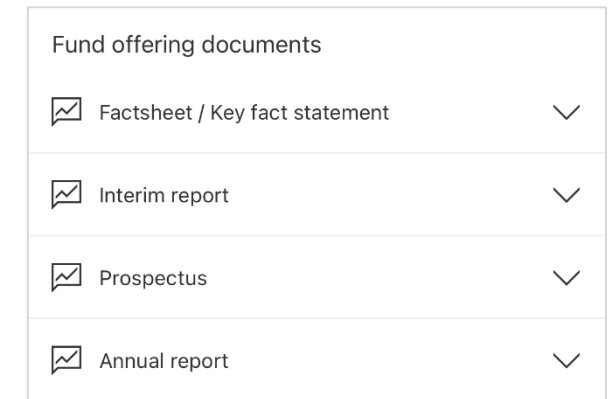 Fund offering documents
Factsheet / Key fact statement
Interim report
Prospectus
Annual report